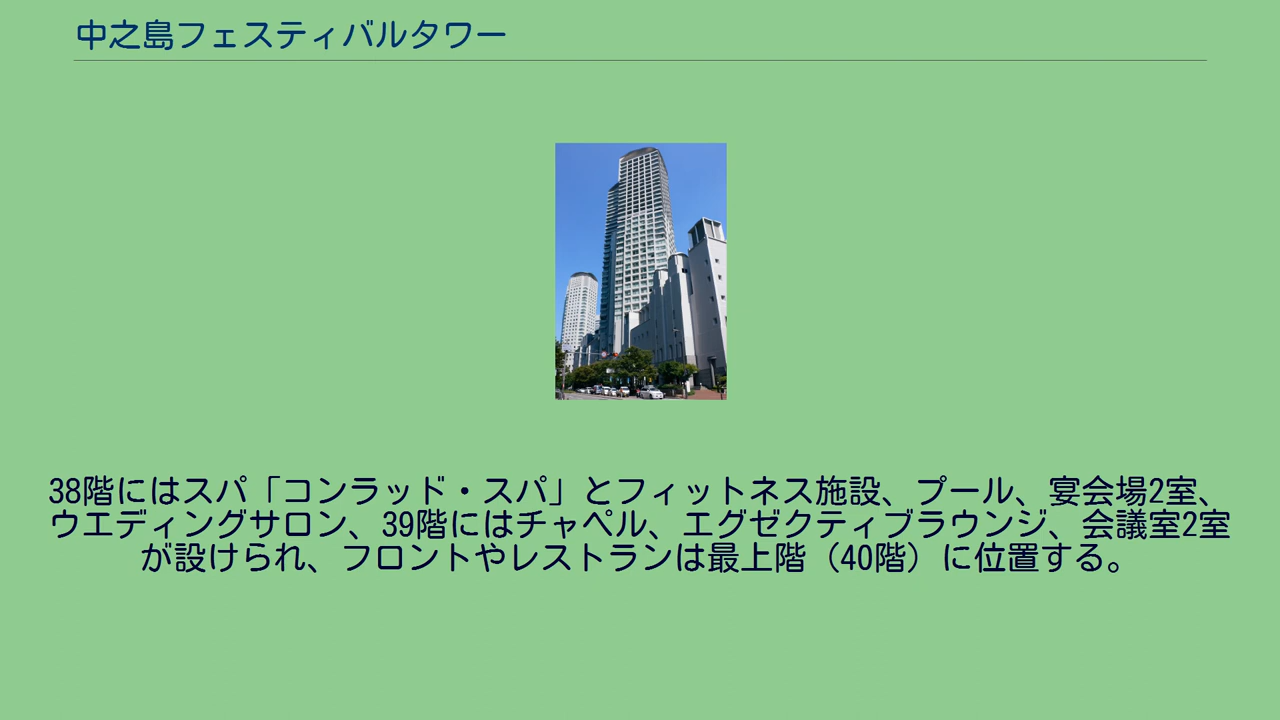 中之島フェスティバルタワー
38階にはスパ「コンラッド・スパ」とフィットネス施設、プール、宴会場2室、
ウエディングサロン、39階にはチャペル、エグゼクティブラウンジ、会議室2室
が設けられ、フロントやレストランは最上階（40階）に位置する。